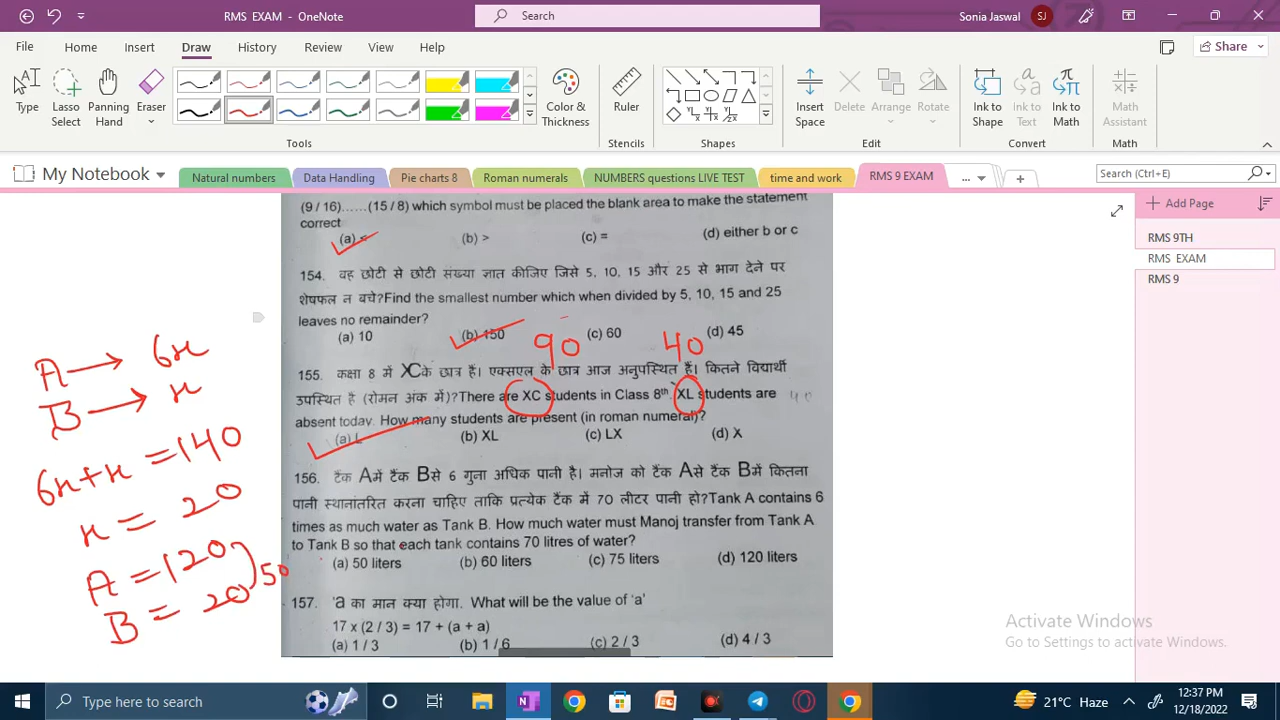 RMS EXAM - OneNote
Search
Sonia Jaswal
SJ
File Home Insert Draw History Review View Help
Share
Type
Lasso Select
Panning Hand
Eraser
Color & Thickness
Ruler
Insert Space
Delete
Arrange
Rotate
Ink to Shape
Ink to Text
Ink to Math
Math Assistant
Tools Stencils Shapes Edit Convert Math
My Notebook
Natural numbers Data Handling Pie charts 8 Roman numerals NUMBERS questions LIVE TEST time and work RMS 9 EXAM ...
Search (Ctrl+E)
Add Page
RMS 9TH
RMS EXAM
RMS 9
(9 / 16)......(15 / 8) which symbol must be placed the blank area to make the statement
correct
(a) < (b) > (c) = (d) either b or c
154. वह छोटी से छोटी संख्या ज्ञात कीजिए जिसे 5, 10, 15 और 25 से भाग देने पर
शेषफल न बचे?Find the smallest number which when divided by 5, 10, 15 and 25
leaves no remainder?
(a) 10 (b) 150 (c) 60 (d) 45
90 40
155. कक्षा 8 में XCके छात्र हैं। एक्सएल के छात्र आज अनुपस्थित हैं। कितने विद्यार्थी
उपस्थित है (रोमन अंक में)?There are XC students in Class 8th. XL students are
absent today. How many students are present (in roman numeral)?
(a) L (b) XL (c) LX (d) X
156. टैंक Aमें टैंक Bसे 6 गुना अधिक पानी है। मनोज को टैंक Aसे टैंक Bमें कितना
पानी स्थानांतरित करना चाहिए ताकि प्रत्येक टैंक में 70 लीटर पानी हो?Tank A contains 6
times as much water as Tank B. How much water must Manoj transfer from Tank A
to Tank B so that each tank contains 70 litres of water?
(a) 50 liters (b) 60 liters (c) 75 liters (d) 120 liters
157. 'a का मान क्या होगा. What will be the value of 'a'
17 x (2 / 3) = 17 + (a + a)
(a) 1 / 3 (b) 1 / 6 (c) 2 / 3 (d) 4 / 3
A → 6x
B → x
6x+x = 140
x = 20
A = 120
B = 20
50
Activate Windows
Go to Settings to activate Windows.
Type here to search
21°C Haze
12:37 PM
12/18/2022